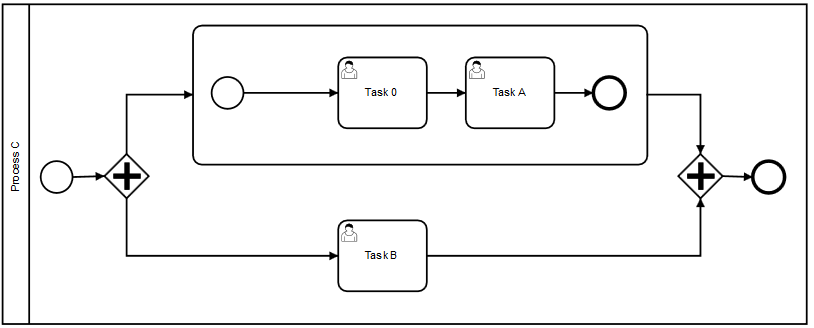 Process C
Task 0
Task A
Task B